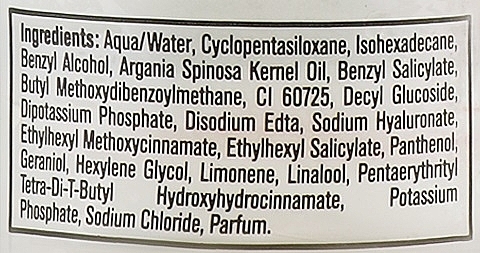 Ingredients: Aqua/Water, Cyclopentasiloxane, Isohexadecane,
Benzyl Alcohol, Argania Spinosa Kernel Oil, Benzyl Salicylate,
Butyl Methoxydibenzoylmethane, CI 60725, Decyl Glucoside,
Dipotassium Phosphate, Disodium Edta, Sodium Hyaluronate,
Ethylhexyl Methoxycinnamate, Ethylhexyl Salicylate, Panthenol,
Geraniol, Hexylene Glycol, Limonene, Linalool, Pentaerythrityl
Tetra-Di-T-Butyl Hydroxyhydrocinnamate, Potassium
Phosphate, Sodium Chloride, Parfum.